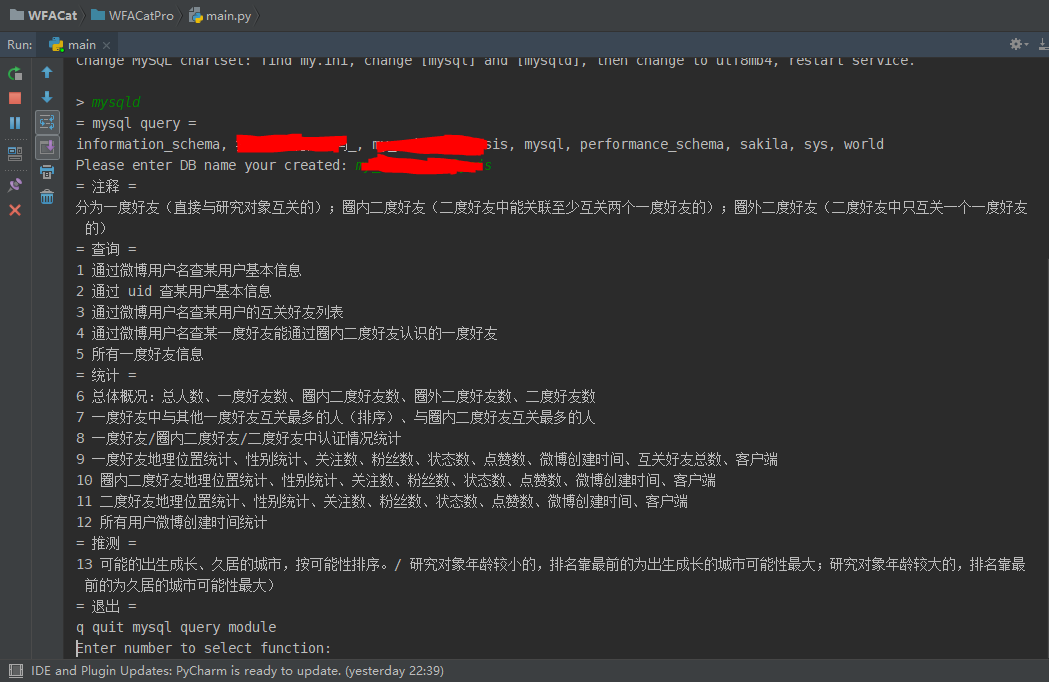 WFACat WFACatPro main.py
Run: main
Change MySQL chartset: find my.ini, change [mysql] and [mysqld], then change to utf8mb4, restart service.
> mysqld
= mysql query =
information_schema, sis, mysql, performance_schema, sakila, sys, world
Please enter DB name your created:
= 注释 =
分为一度好友（直接与研究对象互关的）；圈内二度好友（二度好友中能关联至少互关两个一度好友的）；圈外二度好友（二度好友中只互关一个一度好友
的）
= 查询 =
1 通过微博用户名查某用户基本信息
2 通过 uid 查某用户基本信息
3 通过微博用户名查某用户的互关好友列表
4 通过微博用户名查某一度好友能通过圈内二度好友认识的一度好友
5 所有一度好友信息
= 统计 =
6 总体概况：总人数、一度好友数、圈内二度好友数、圈外二度好友数、二度好友数
7 一度好友中与其他一度好友互关最多的人（排序）、与圈内二度好友互关最多的人
8 一度好友/圈内二度好友/二度好友中认证情况统计
9 一度好友地理位置统计、性别统计、关注数、粉丝数、状态数、点赞数、微博创建时间、互关好友总数、客户端
10 圈内二度好友地理位置统计、性别统计、关注数、粉丝数、状态数、点赞数、微博创建时间、客户端
11 二度好友地理位置统计、性别统计、关注数、粉丝数、状态数、点赞数、微博创建时间、客户端
12 所有用户微博创建时间统计
= 推测 =
13 可能的出生成长、久居的城市，按可能性排序。/ 研究对象年龄较小的，排名靠最前的为出生成长的城市可能性最大；研究对象年龄较大的，排名靠最
前的为久居的城市可能性最大）
= 退出 =
q quit mysql query module
Enter number to select function:
IDE and Plugin Updates: PyCharm is ready to update. (yesterday 22:39)